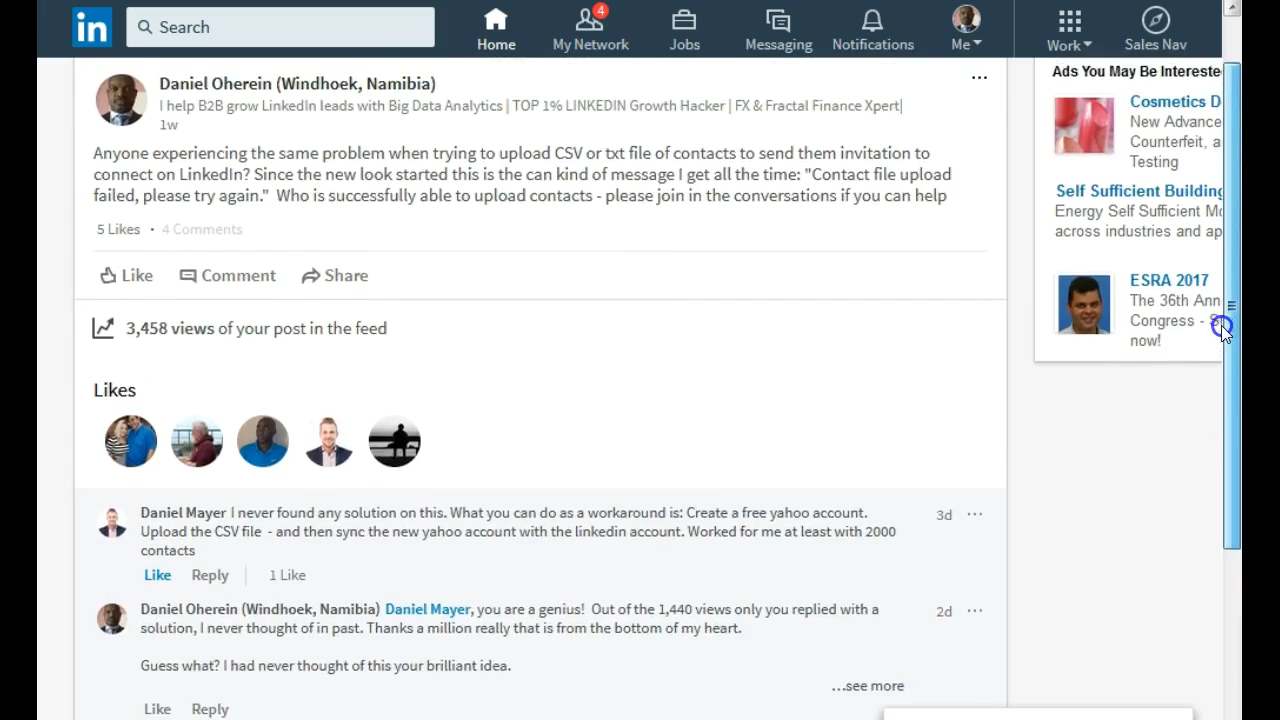 in
Search
4
Home
My Network
Jobs
Messaging
Notifications
Me
Work
Sales Nav
Daniel Oherein (Windhoek, Namibia)
I help B2B grow LinkedIn leads with Big Data Analytics | TOP 1% LINKEDIN Growth Hacker | FX & Fractal Finance Xpert|
1w
Anyone experiencing the same problem when trying to upload CSV or txt file of contacts to send them invitation to
connect on LinkedIn? Since the new look started this is the can kind of message I get all the time: "Contact file upload
failed, please try again."  Who is successfully able to upload contacts - please join in the conversations if you can help
5 Likes • 4 Comments
Like
Comment
Share
3,458 views of your post in the feed
Likes
Daniel Mayer I never found any solution on this. What you can do as a workaround is: Create a free yahoo account.
Upload the CSV file  - and then sync the new yahoo account with the linkedin account. Worked for me at least with 2000
contacts
3d
Like
Reply
1 Like
Daniel Oherein (Windhoek, Namibia) Daniel Mayer, you are a genius!  Out of the 1,440 views only you replied with a
solution, I never thought of in past. Thanks a million really that is from the bottom of my heart.
2d
Guess what? I had never thought of this your brilliant idea.
...see more
Like
Reply
Ads You May Be Intereste
Cosmetics D
New Advance
Counterfeit, a
Testing
Self Sufficient Building
Energy Self Sufficient Mo
across industries and ap
ESRA 2017
The 36th Ann
Congress -
now!